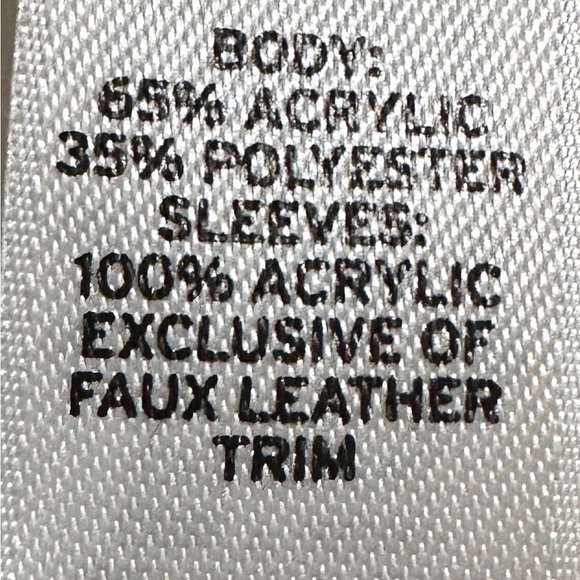 BODY:
65% ACRYLIC
35% POLYESTER
SLEEVES:
100% ACRYLIC
EXCLUSIVE OF
FAUX LEATHER
TRIM